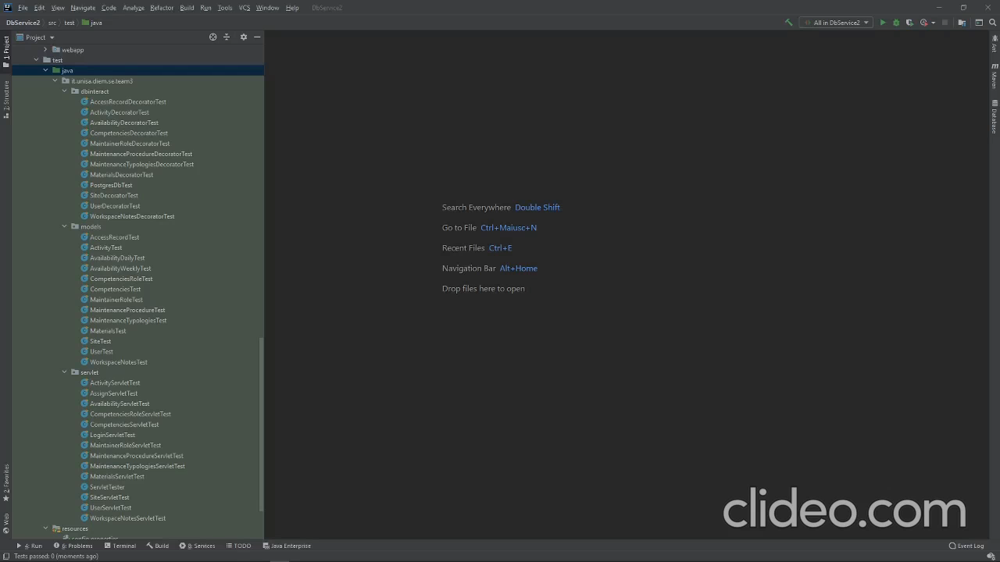 File Edit View Navigate Code Analyze Refactor Build Run Tools VCS Window Help DbService2
DbService2 src test java
All in DbService2
Project
1: Project
webapp
test
java
it.unisa.diem.se.team3
dbinteract
AccessRecordDecoratorTest
ActivityDecoratorTest
AvailabilityDecoratorTest
CompetenciesDecoratorTest
MaintainerRoleDecoratorTest
MaintenanceProcedureDecoratorTest
MaintenanceTypologiesDecoratorTest
MaterialsDecoratorTest
PostgresDbTest
SiteDecoratorTest
UserDecoratorTest
WorkspaceNotesDecoratorTest
models
AccessRecordTest
ActivityTest
AvailabilityDailyTest
AvailabilityWeeklyTest
CompetenciesRoleTest
CompetenciesTest
MaintainerRoleTest
MaintenanceProcedureTest
MaintenanceTypologiesTest
MaterialsTest
SiteTest
UserTest
WorkspaceNotesTest
servlet
ActivityServletTest
AssignServletTest
AvailabilityServletTest
CompetenciesRoleServletTest
CompetenciesServletTest
LoginServletTest
MaintainerRoleServletTest
MaintenanceProcedureServletTest
MaintenanceTypologiesServletTest
MaterialsServletTest
ServletTester
SiteServletTest
UserServletTest
WorkspaceNotesServletTest
resources
config.properties
Z: Structure
2: Favorites
Web
Search Everywhere Double Shift
Go to File Ctrl+Maiusc+N
Recent Files Ctrl+E
Navigation Bar Alt+Home
Drop files here to open
Ant
Maven
Database
clideo.com
4: Run 6: Problems Terminal Build 8: Services TODO Java Enterprise Event Log
Tests passed: 0 (moments ago)